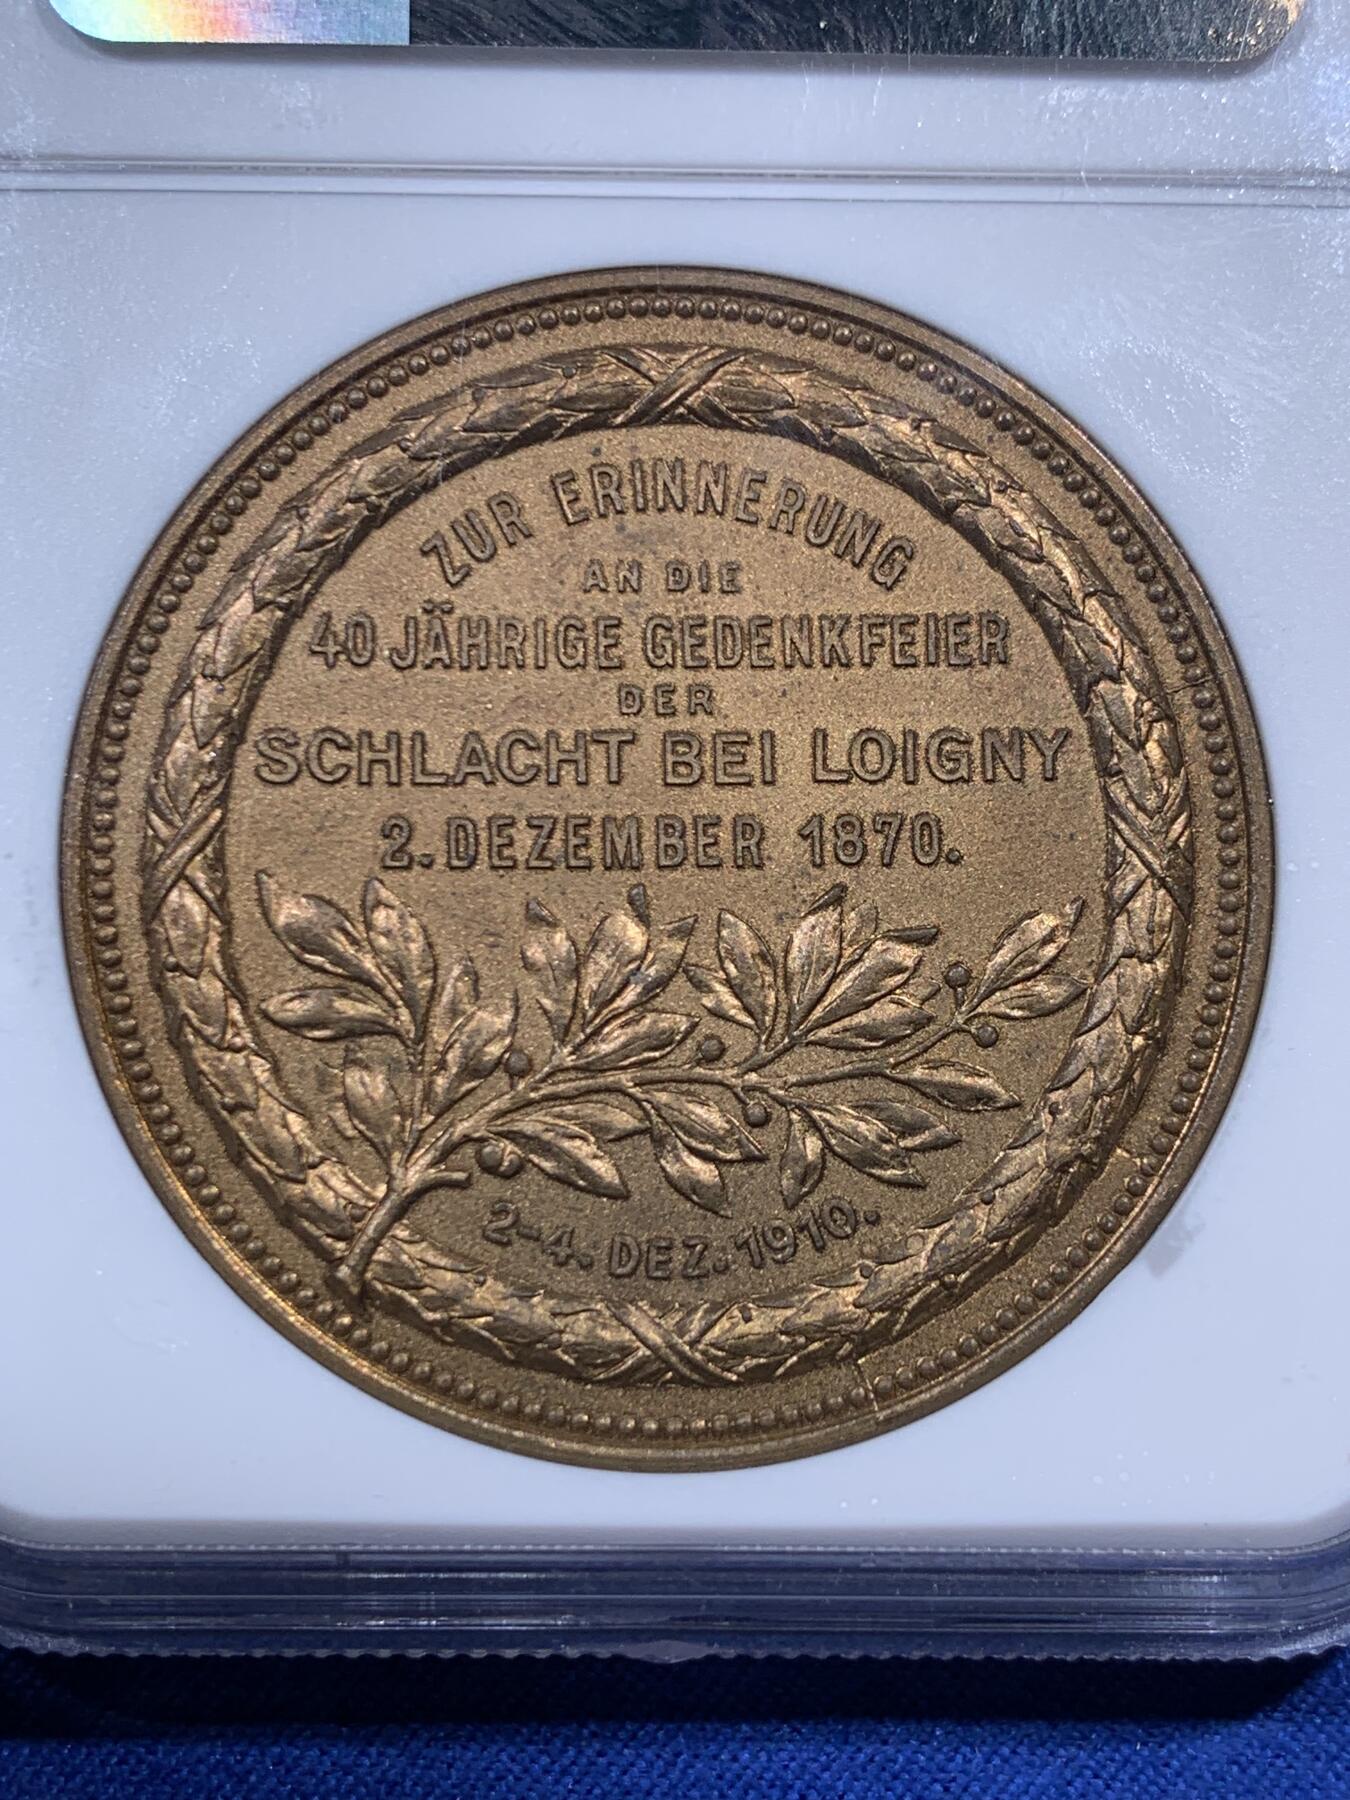 ZUR ERINNERUNG
AN DIE
40 JÄHRIGE GEDENKFEIER
DER
SCHLACHT BEI LOIGNY
2. DEZEMBER 1870.
2-4. DEZ. 1910.